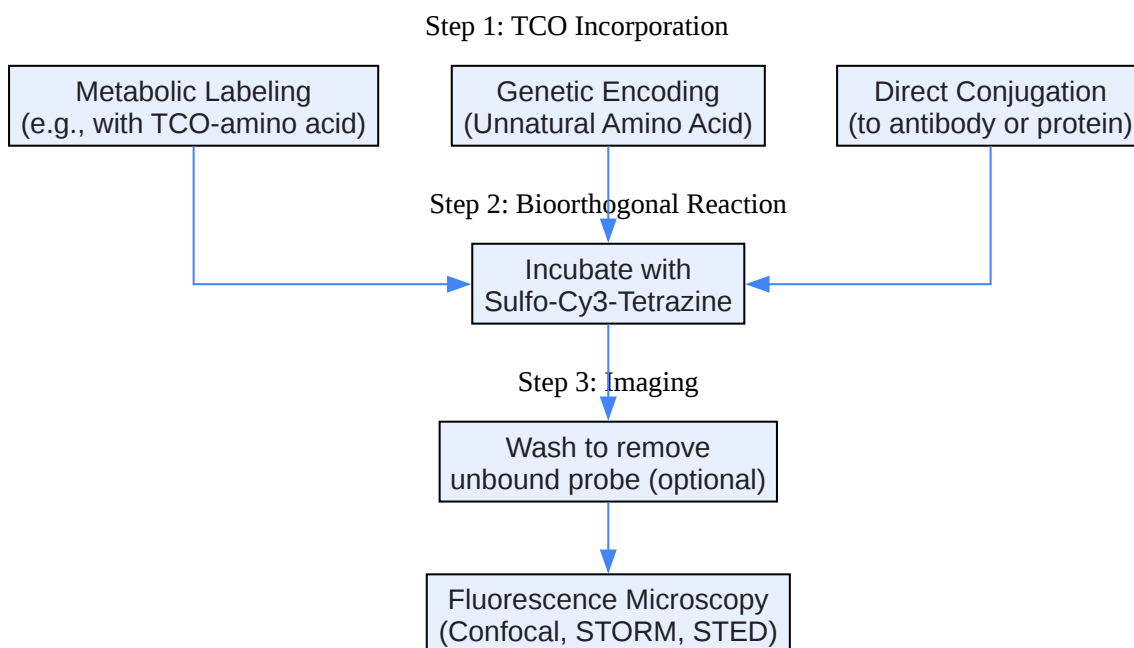 Step 1: TCO Incorporation
Metabolic Labeling
(e.g., with TCO-amino acid)
Genetic Encoding
(Unnatural Amino Acid)
Direct Conjugation
(to antibody or protein)
Step 2: Bioorthogonal Reaction
Incubate with
Sulfo-Cy3-Tetrazine
Step 3: Imaging
Wash to remove
unbound probe (optional)
Fluorescence Microscopy
(Confocal, STORM, STED)